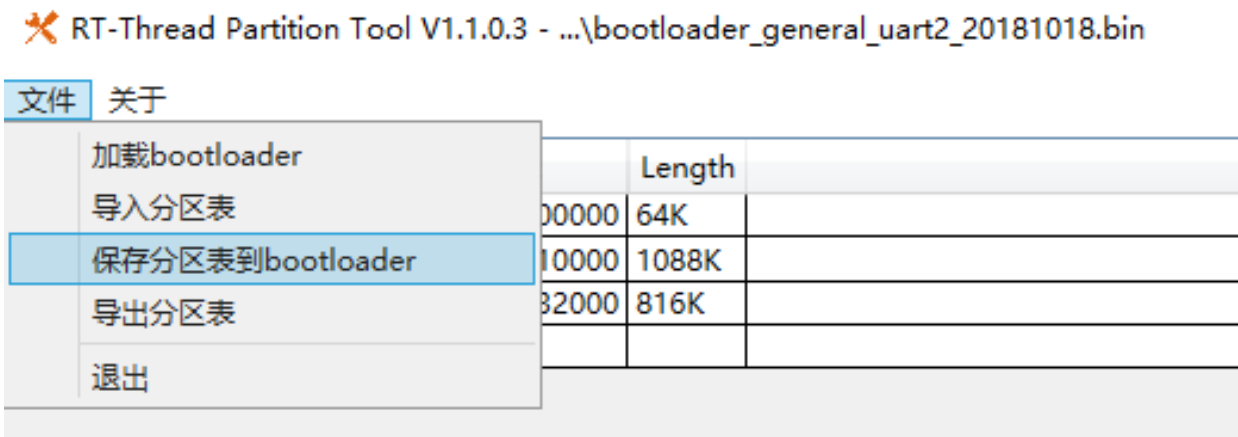 RT-Thread Partition Tool V1.1.0.3 - ...\bootloader_general_uart2_20181018.bin
文件 关于
加载bootloader
导入分区表
保存分区表到bootloader
导出分区表
退出
Length
00000 64K
10000 1088K
32000 816K